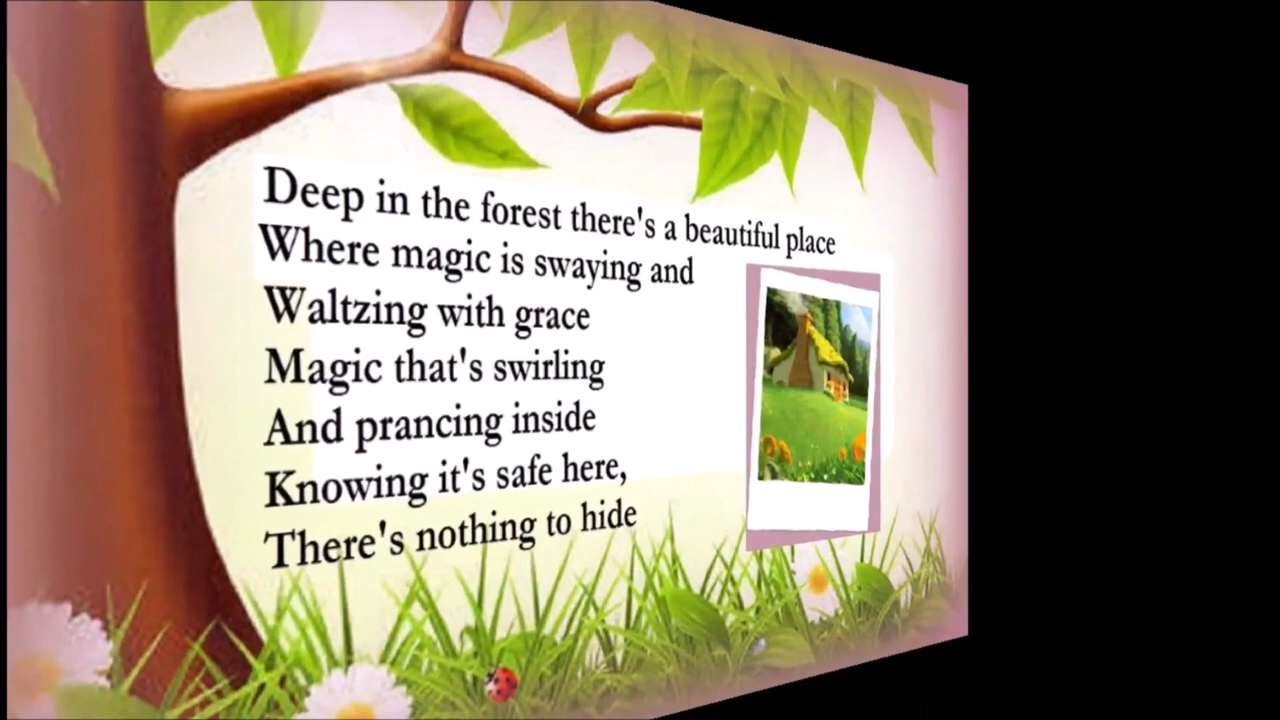 Deep in the forest there's a beautiful place
Where magic is swaying and
Waltzing with grace
Magic that's swirling
And prancing inside
Knowing it's safe here,
There's nothing to hide